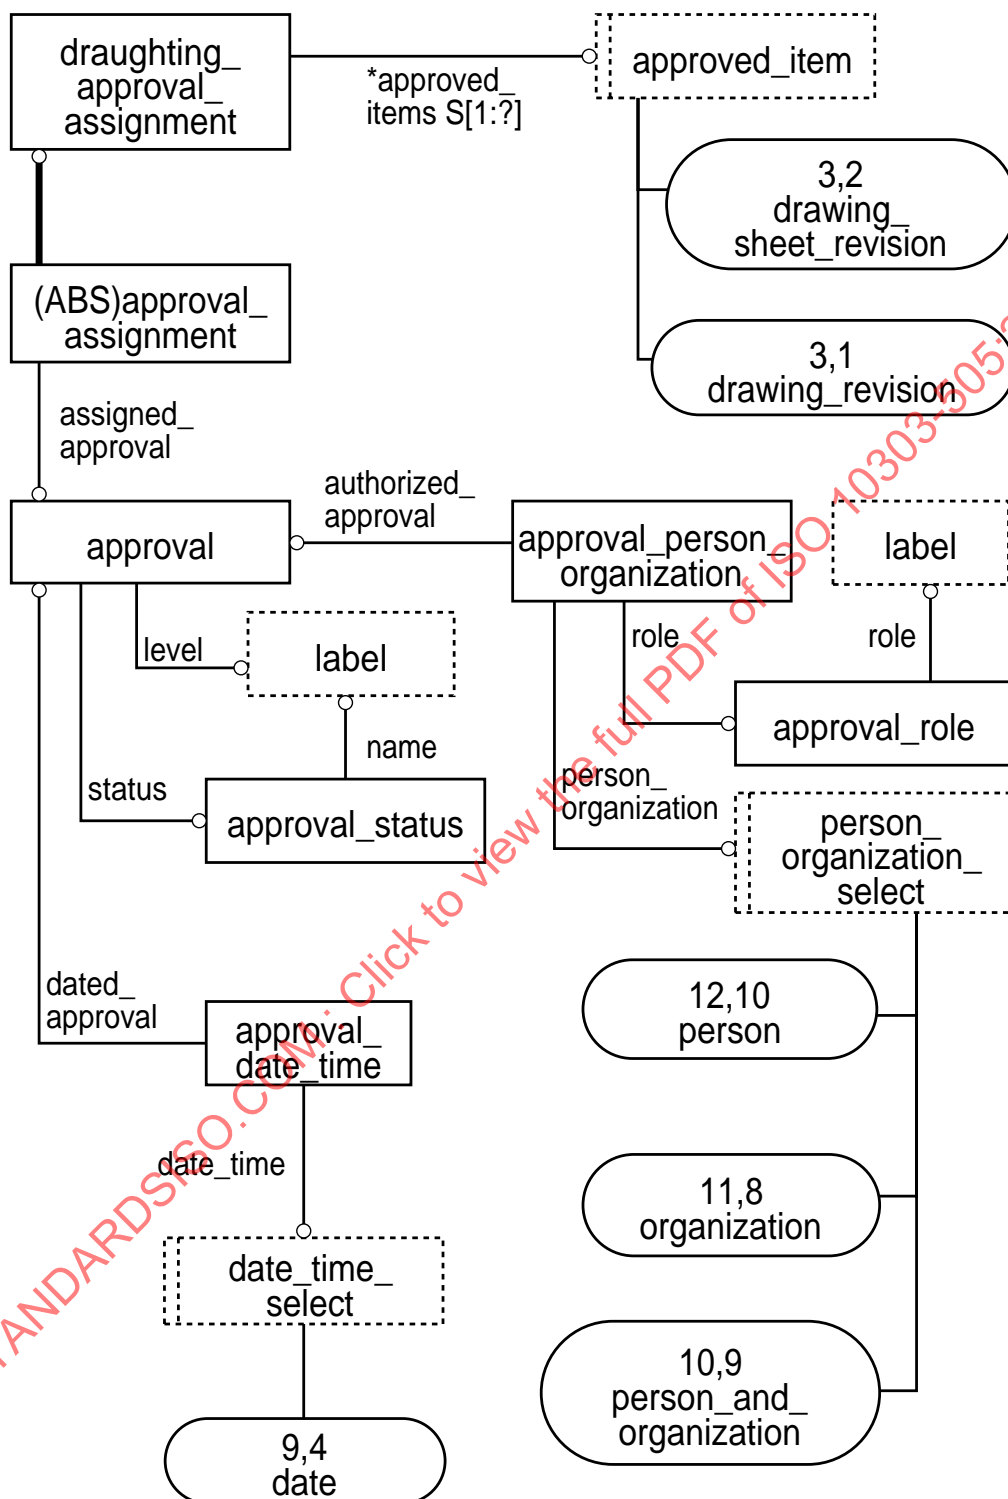 draughting_
approval_
assignment
*approved_
items S[1:?]
approved_item
3,2
drawing_
sheet_revision
3,1
drawing_revision
(ABS)approval_
assignment
assigned_
approval
approval
authorized_
approval
approval_person_
organization
label
level
label
role
role
approval_role
name
status
approval_status
person_
organization
person_
organization_
select
dated_
approval
approval_
date_time
12,10
person
date_time
11,8
organization
date_time_
select
10,9
person_and_
organization
9,4
date
TANDARDSISO.COM : Click to view the full PDF of ISO 10303-505: